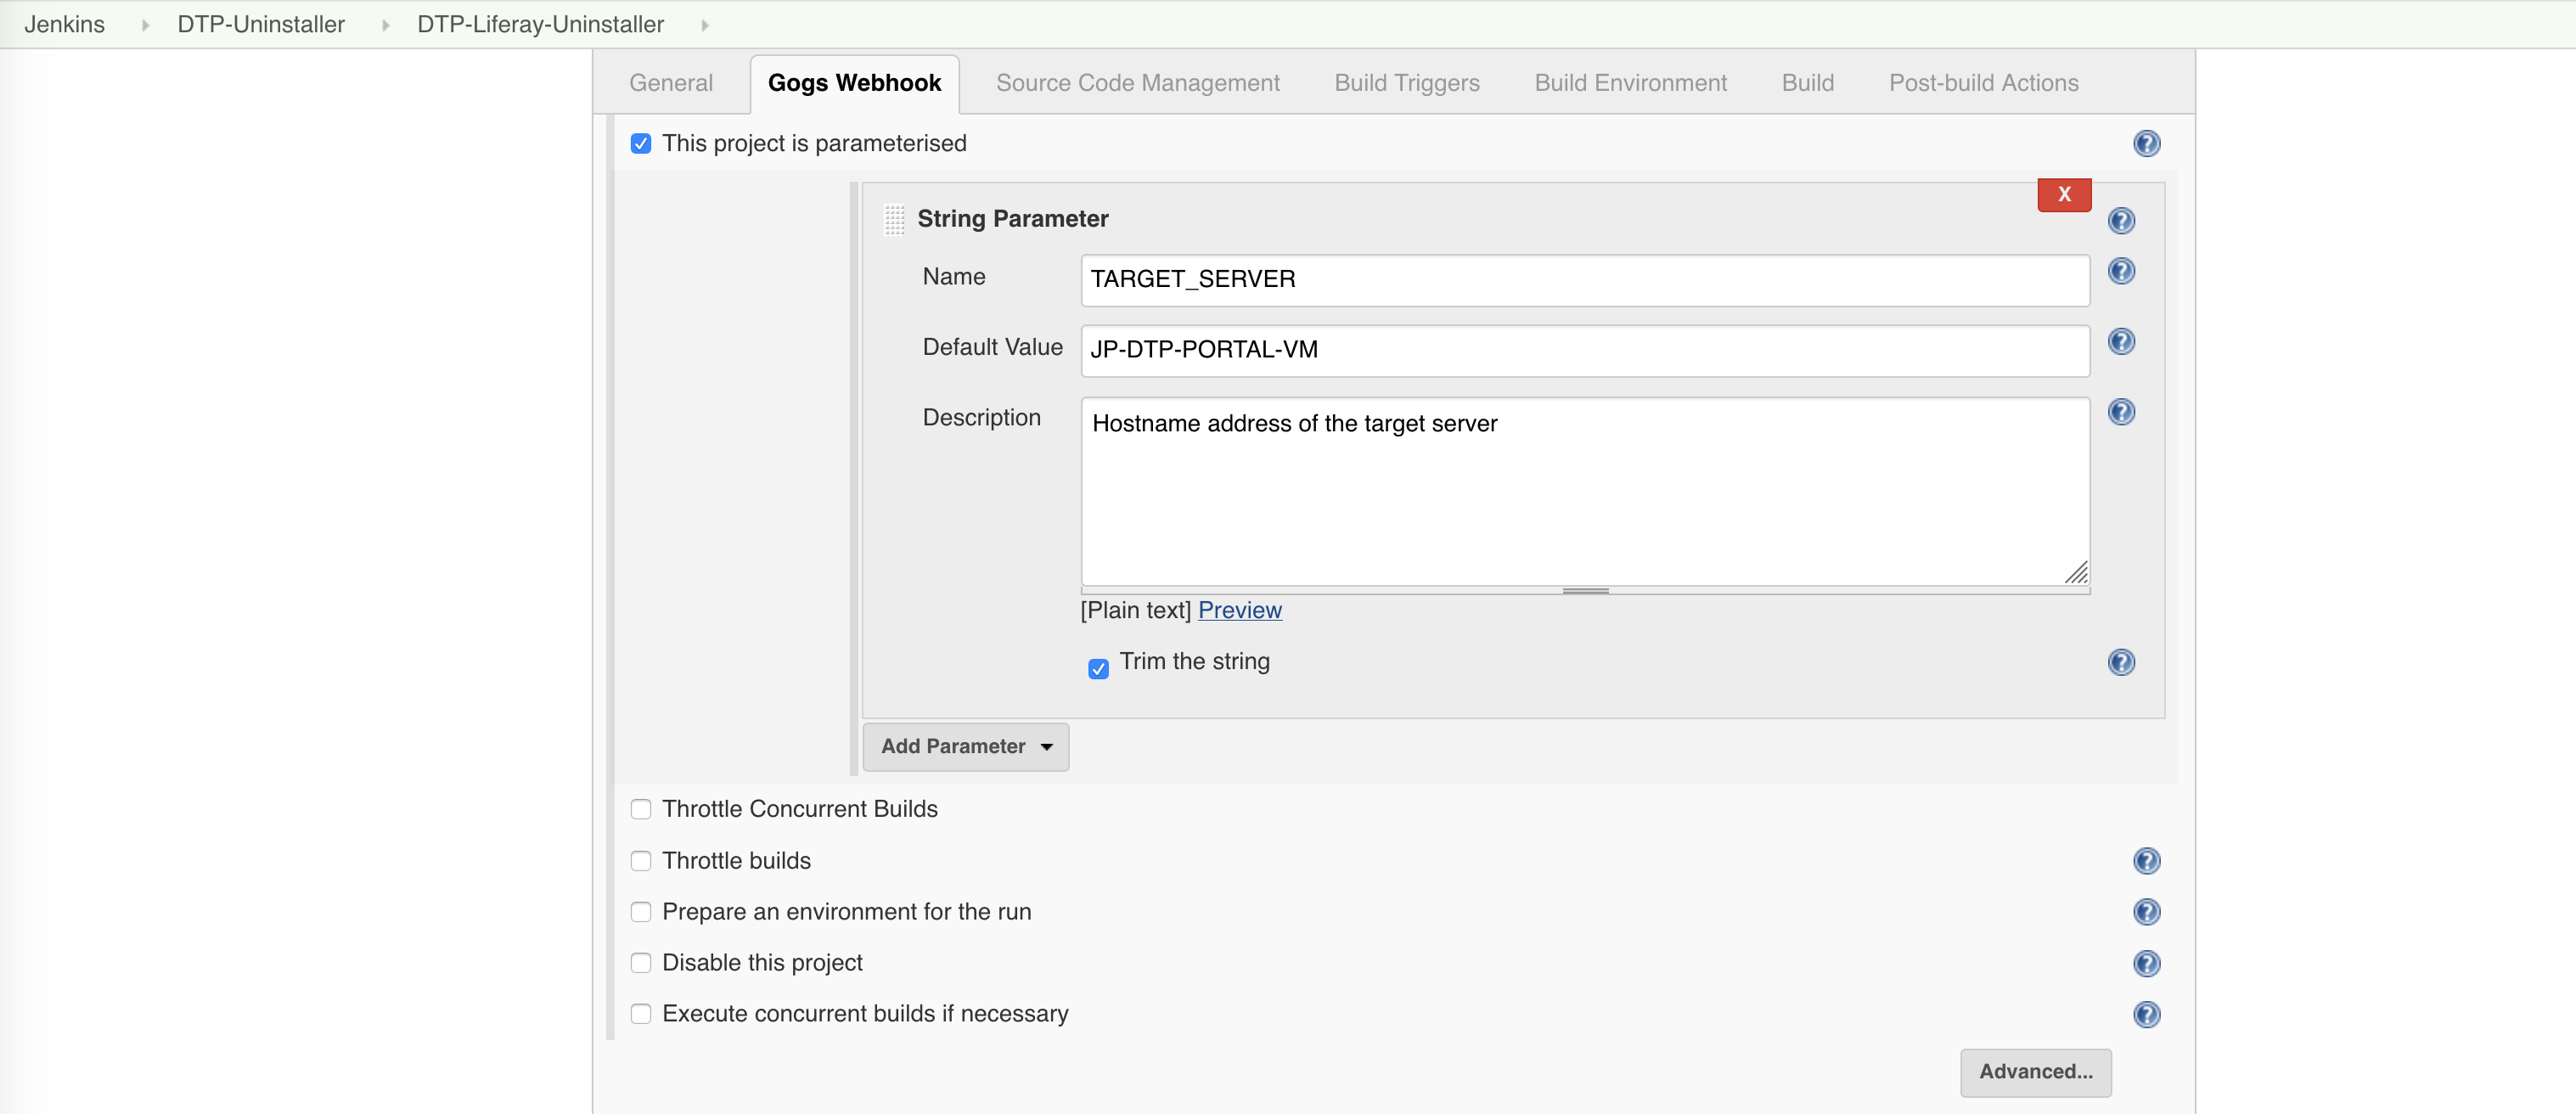 Jenkins DTP-Uninstaller DTP-Liferay-Uninstaller
General Gogs Webhook Source Code Management Build Triggers Build Environment Build Post-build Actions
This project is parameterised
X
String Parameter
Name TARGET_SERVER
Default Value JP-DTP-PORTAL-VM
Description Hostname address of the target server
[Plain text] Preview
Trim the string
Add Parameter
Throttle Concurrent Builds
Throttle builds
Prepare an environment for the run
Disable this project
Execute concurrent builds if necessary
Advanced...